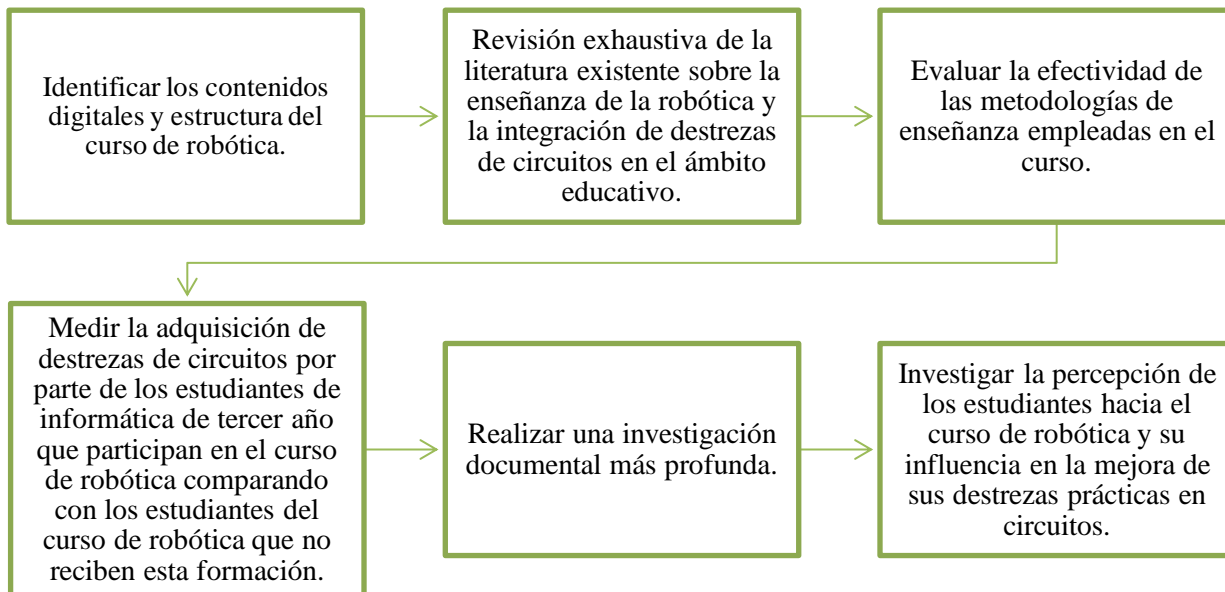 Identificar los contenidos
digitales y estructura del
curso de robótica.
Revisión exhaustiva de la
literatura existente sobre la
enseñanza de la robótica y
la integración de destrezas
de circuitos en el ámbito
educativo.
Evaluar la efectividad de
las metodologías de
enseñanza empleadas en el
curso.
Medir la adquisición de
destrezas de circuitos por
parte de los estudiantes de
informática de tercer año
que participan en el curso
de robótica comparando
con los estudiantes del
curso de robótica que no
reciben esta formación.
Realizar una investigación
documental más profunda.
Investigar la percepción de
los estudiantes hacia el
curso de robótica y su
influencia en la mejora de
sus destrezas prácticas en
circuitos.